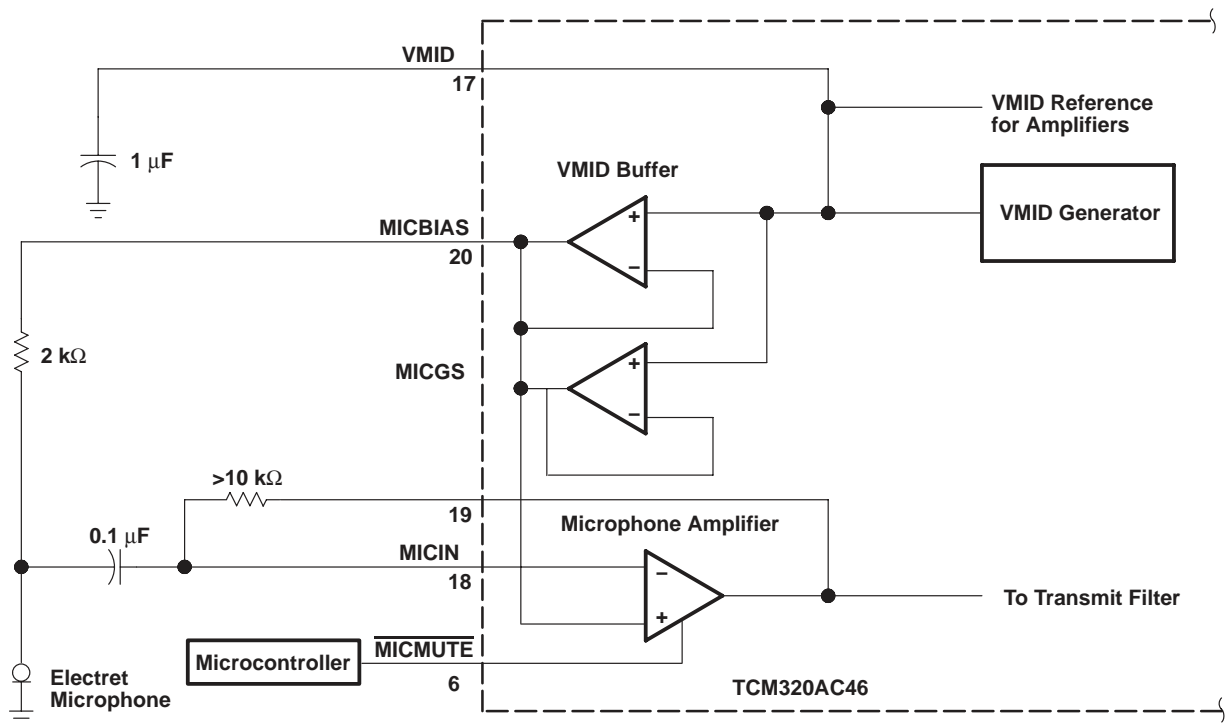 VMID
17
VMID Reference
for Amplifiers
1 μF
VMID Buffer
+
−
VMID Generator
MICBIAS
20
2 kΩ
MICGS
+
−
>10 kΩ
19
Microphone Amplifier
0.1 μF
MICIN
18
−
+
To Transmit Filter
MICMUTE
Microcontroller
6
Electret
Microphone
TCM320AC46